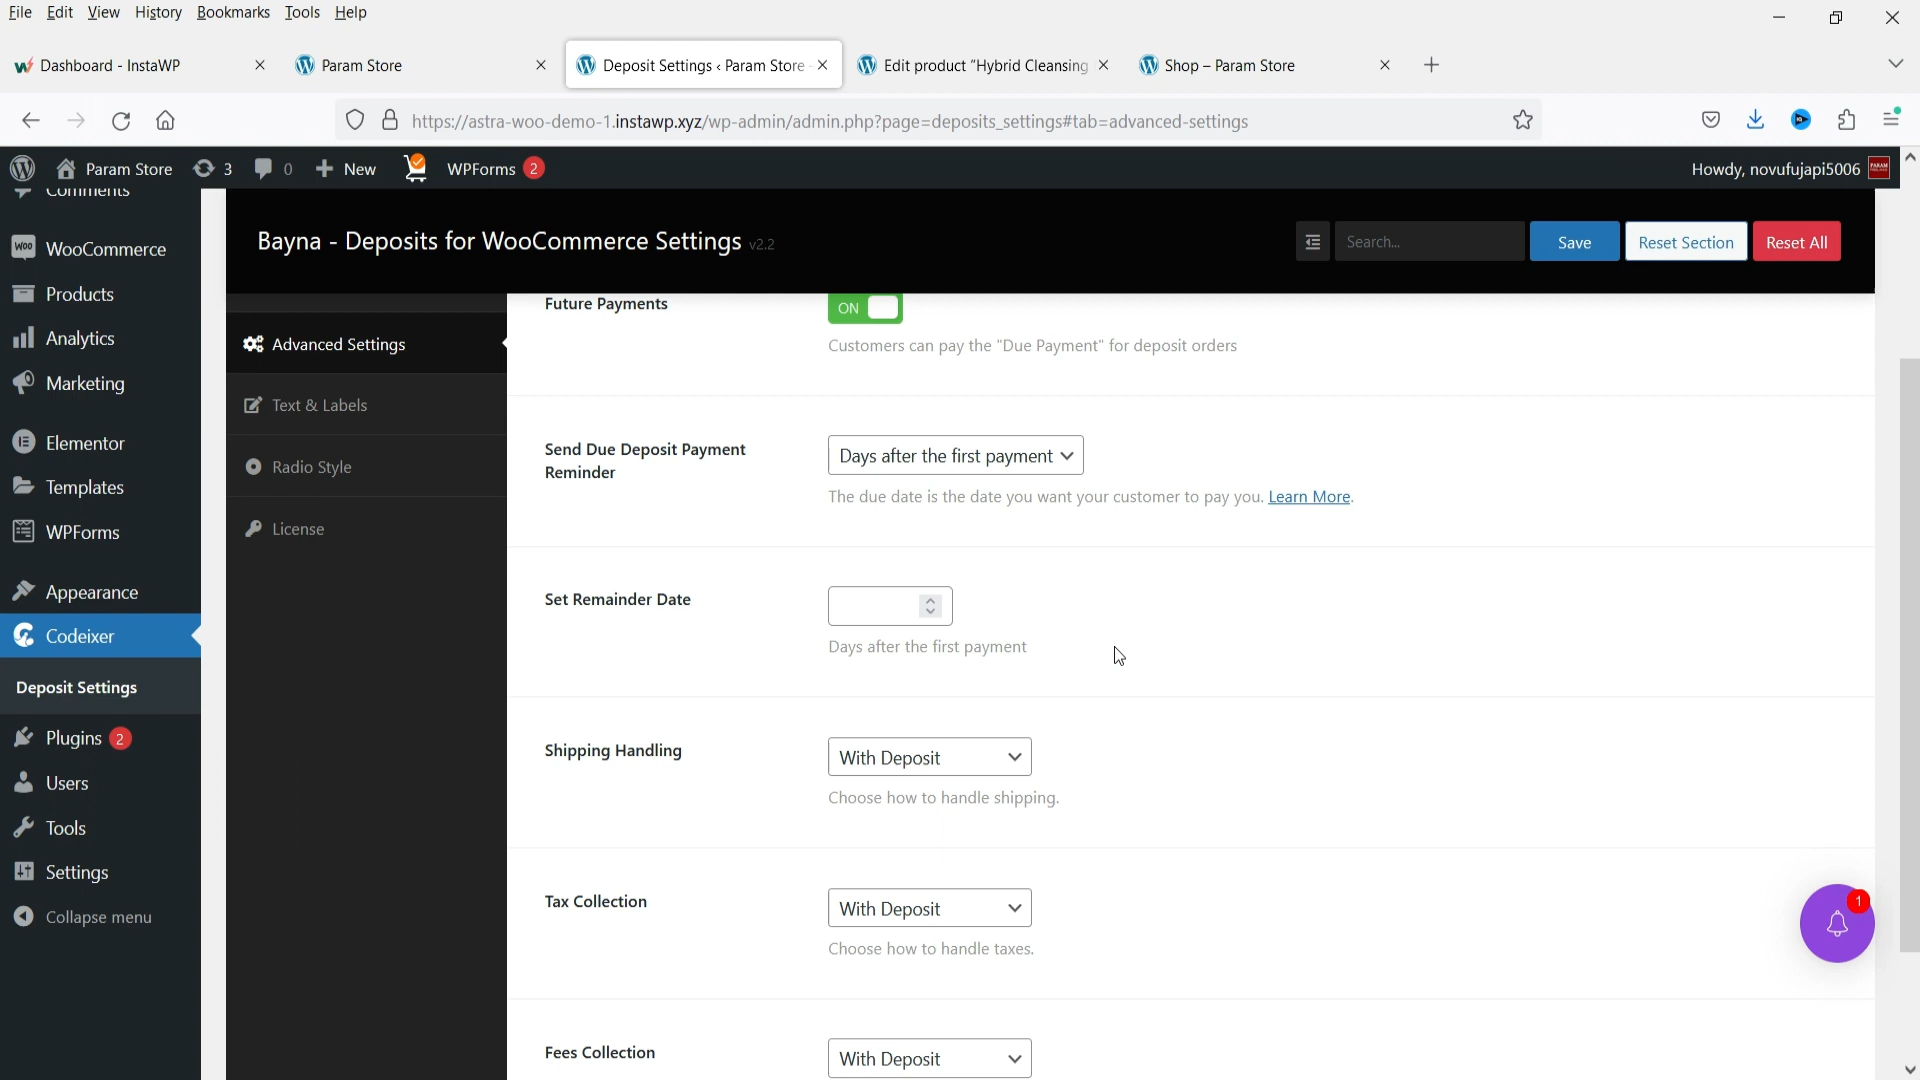 File Edit View History Bookmarks Tools Help
Dashboard - InstaWP
Param Store
Deposit Settings ‹ Param Store
Edit product "Hybrid Cleansing
Shop – Param Store
https://astra-woo-demo-1.instawp.xyz/wp-admin/admin.php?page=deposits_settings#tab=advanced-settings
Param Store 3 0 New WPForms 2
Howdy, novufujapi5006
Comments
WooCommerce
Products
Analytics
Marketing
Elementor
Templates
WPForms
Appearance
Codeixer
Deposit Settings
Plugins 2
Users
Tools
Settings
Collapse menu
Bayna - Deposits for WooCommerce Settings v2.2
Search...
Save
Reset Section
Reset All
Advanced Settings
Text & Labels
Radio Style
License
Future Payments
ON
Customers can pay the "Due Payment" for deposit orders
Send Due Deposit Payment
Reminder
Days after the first payment
The due date is the date you want your customer to pay you. Learn More.
Set Remainder Date
Days after the first payment
Shipping Handling
With Deposit
Choose how to handle shipping.
Tax Collection
With Deposit
Choose how to handle taxes.
Fees Collection
With Deposit
1